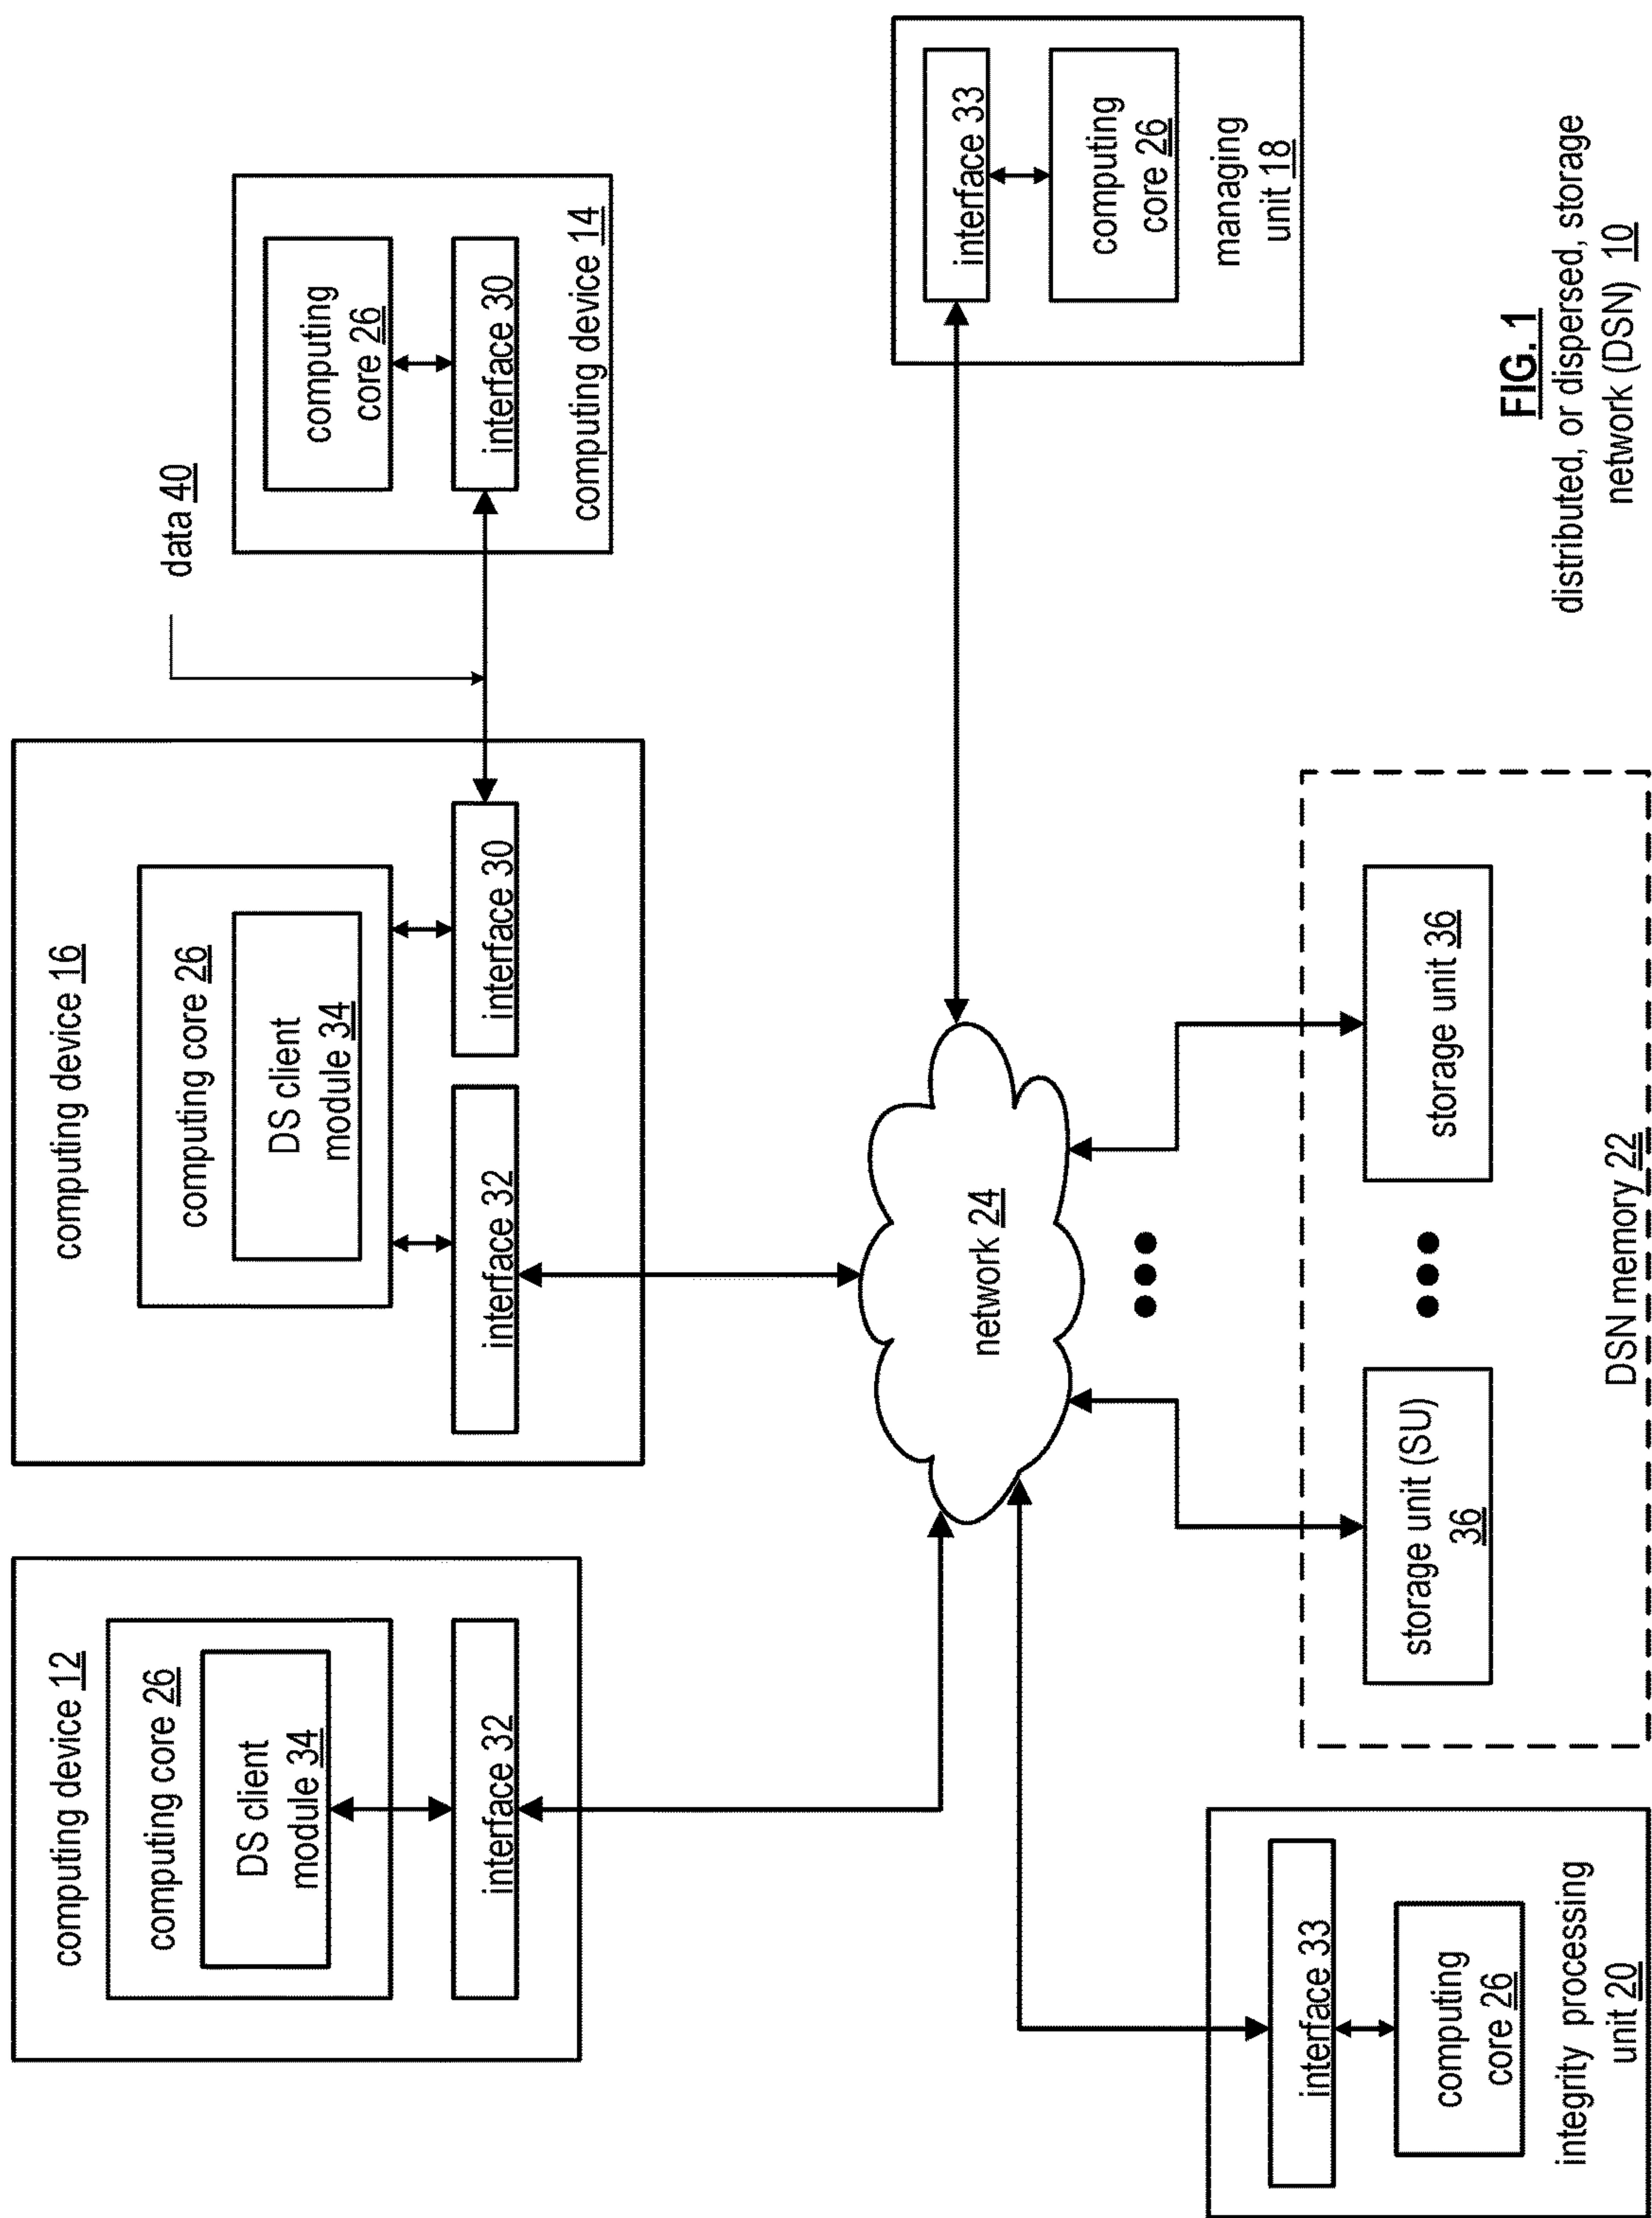 computing device 12
computing core 26
DS client
module 34
interface 32
computing device 16
computing core 26
DS client
module 34
interface 32
interface 30
data 40
computing
core 26
interface 30
computing device 14
network 24
interface 33
computing
core 26
managing
unit 18
interface 33
computing
core 26
integrity processing
unit 20
storage unit (SU)
36
storage unit 36
DSN memory 22
FIG. 1
distributed, or dispersed, storage
network (DSN) 10